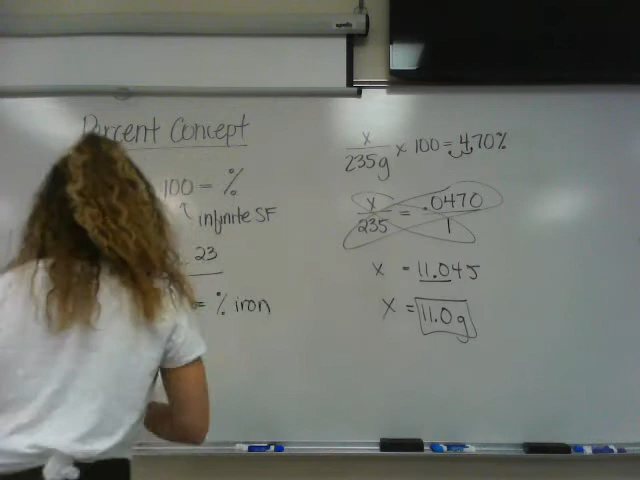 Percent Concept
100 = %
infinite SF
23
= % iron
x/235g x 100 = 4.70%
x/235 = .0470/1
x = 11.045
x = 11.0g